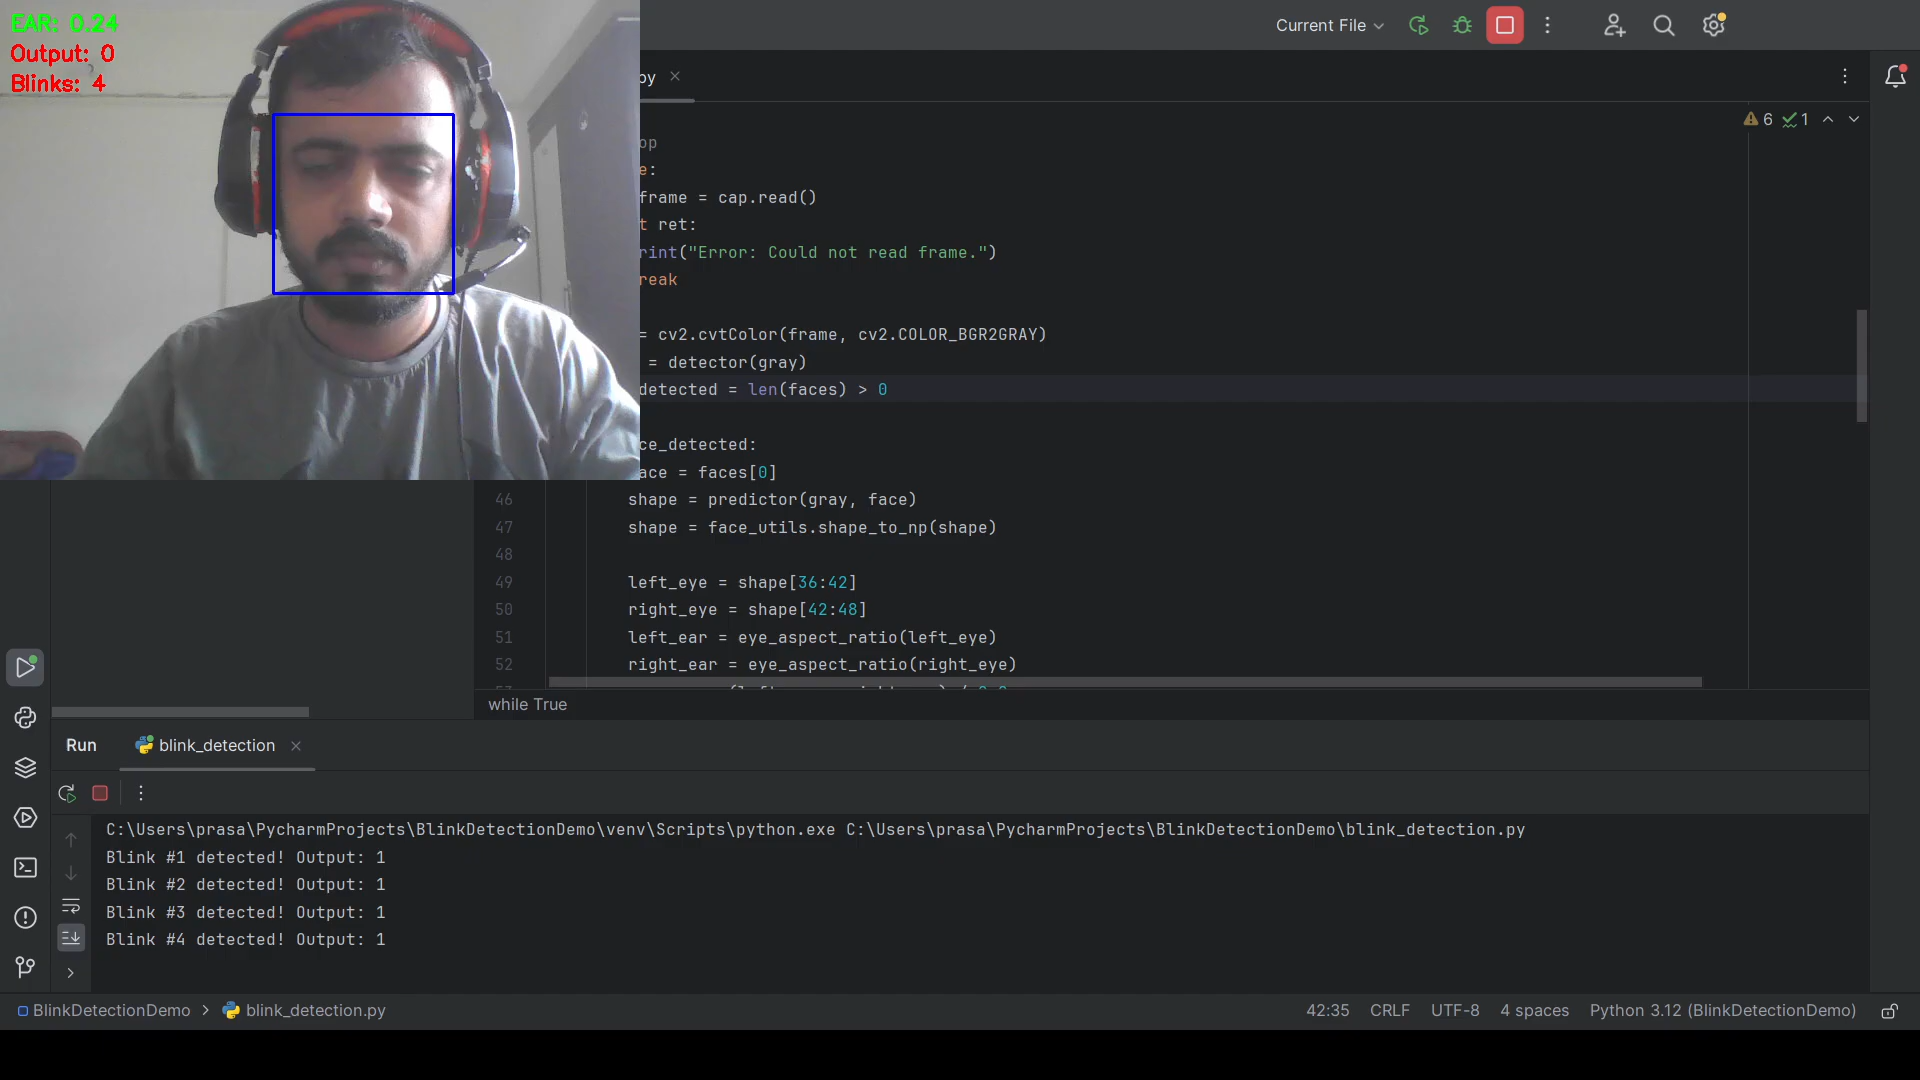 EAR: 0.24
Output: 0
Blinks: 4
Current File
py
6 1
op
e:
frame = cap.read()
t ret:
rint("Error: Could not read frame.")
reak
= cv2.cvtColor(frame, cv2.COLOR_BGR2GRAY)
= detector(gray)
detected = len(faces) > 0
ce_detected:
ace = faces[0]
46 shape = predictor(gray, face)
47 shape = face_utils.shape_to_np(shape)
48
49 left_eye = shape[36:42]
50 right_eye = shape[42:48]
51 left_ear = eye_aspect_ratio(left_eye)
52 right_ear = eye_aspect_ratio(right_eye)
while True
Run blink_detection
C:\Users\prasa\PycharmProjects\BlinkDetectionDemo\venv\Scripts\python.exe C:\Users\prasa\PycharmProjects\BlinkDetectionDemo\blink_detection.py
Blink #1 detected! Output: 1
Blink #2 detected! Output: 1
Blink #3 detected! Output: 1
Blink #4 detected! Output: 1
BlinkDetectionDemo > blink_detection.py 42:35 CRLF UTF-8 4 spaces Python 3.12 (BlinkDetectionDemo)